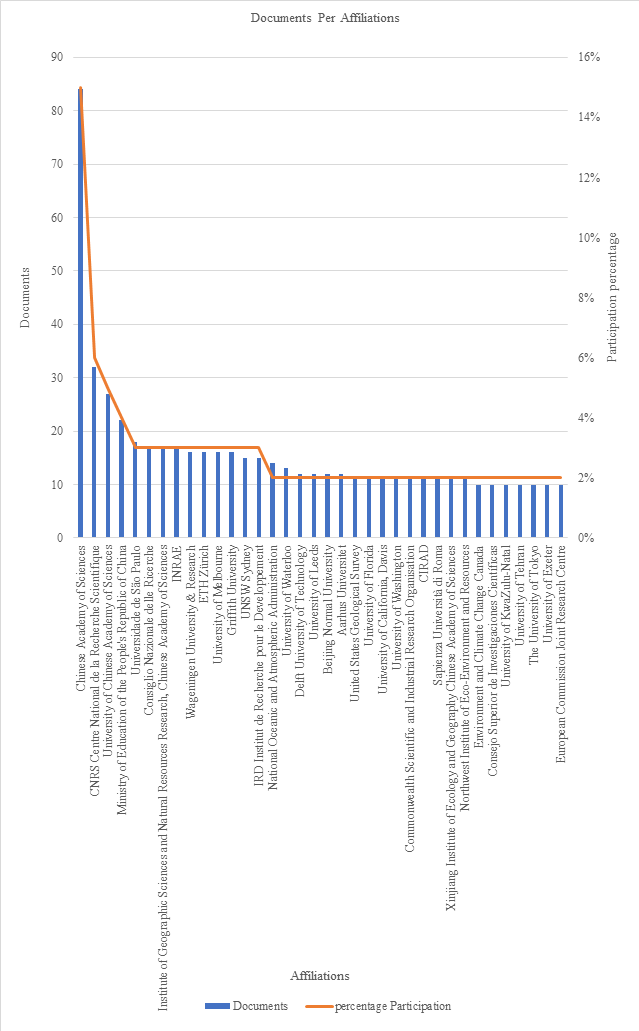 Documents Per Affiliations
90
80
70
60
50
40
30
20
10
0
Documents
16%
14%
12%
10%
8%
6%
4%
2%
0%
Participation percentage
Chinese Academy of Sciences
CNRS Centre National de la Recherche Scientifique
University of Chinese Academy of Sciences
Ministry of Education of the People's Republic of China
Universidade de São Paulo
Consiglio Nazionale delle Ricerche
Institute of Geographic Sciences and Natural Resources Research, Chinese Academy of Sciences
INRAE
Wageningen University & Research
ETH Zürich
University of Melbourne
Griffith University
UNSW Sydney
IRD Institut de Recherche pour le Developpement
National Oceanic and Atmospheric Administration
University of Waterloo
Delft University of Technology
University of Leeds
Beijing Normal University
Aarhus Universitet
United States Geological Survey
University of Florida
University of California, Davis
University of Washington
Commonwealth Scientific and Industrial Research Organisation
CIRAD
Sapienza Università di Roma
Xinjiang Institute of Ecology and Geography Chinese Academy of Sciences
Northwest Institute of Eco-Environment and Resources
Environment and Climate Change Canada
Consejo Superior de Investigaciones Científicas
University of KwaZulu-Natal
University of Tehran
The University of Tokyo
University of Exeter
European Commission Joint Research Centre
Affiliations
Documents
percentage Participation